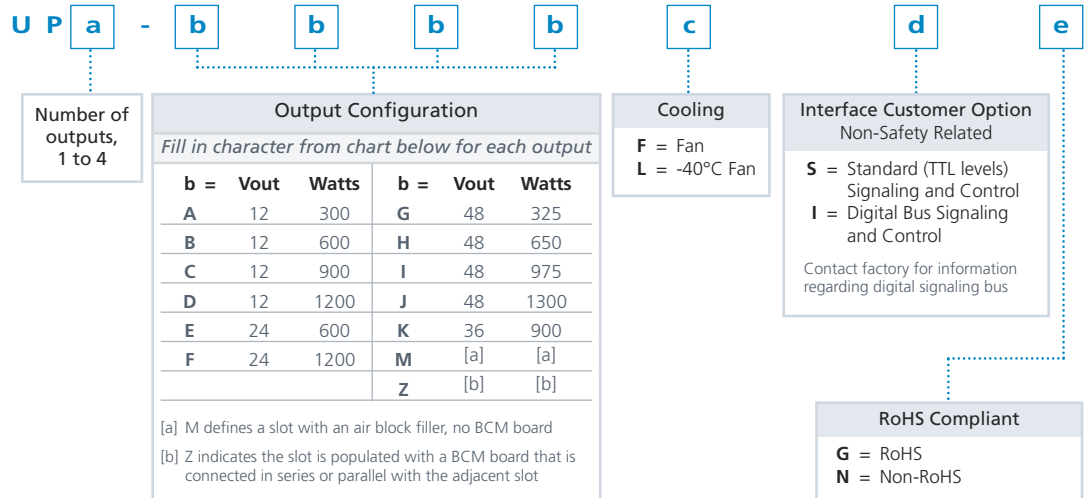 U P a - b b b b c d e
Number of
outputs,
1 to 4
Output Configuration
Fill in character from chart below for each output
b = Vout Watts b = Vout Watts
A 12 300 G 48 325
B 12 600 H 48 650
C 12 900 I 48 975
D 12 1200 J 48 1300
E 24 600 K 36 900
F 24 1200 M [a] [a]
Z [b] [b]
[a] M defines a slot with an air block filler, no BCM board
[b] Z indicates the slot is populated with a BCM board that is
connected in series or parallel with the adjacent slot
Cooling
F = Fan
L = -40°C Fan
Interface Customer Option
Non-Safety Related
S = Standard (TTL levels)
Signaling and Control
I = Digital Bus Signaling
and Control
Contact factory for information
regarding digital signaling bus
RoHS Compliant
G = RoHS
N = Non-RoHS